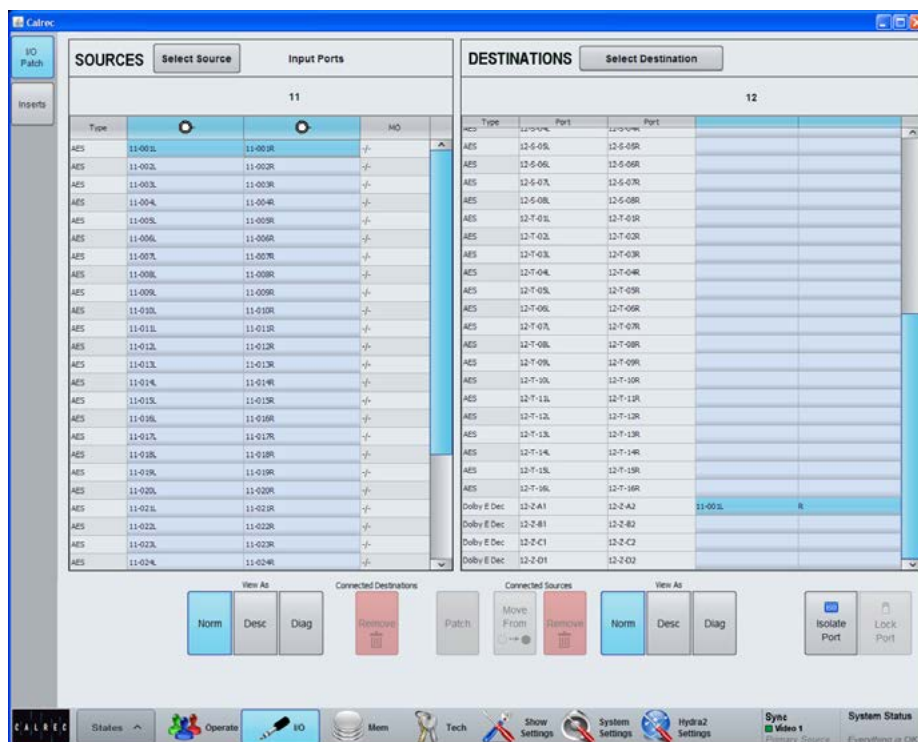 Calrec
I/O Patch
Inserts
SOURCES Select Source Input Ports
11
Type MO
AES 11-001L 11-001R -/-
AES 11-002L 11-002R -/-
AES 11-003L 11-003R -/-
AES 11-004L 11-004R -/-
AES 11-005L 11-005R -/-
AES 11-006L 11-006R -/-
AES 11-007L 11-007R -/-
AES 11-008L 11-008R -/-
AES 11-009L 11-009R -/-
AES 11-010L 11-010R -/-
AES 11-011L 11-011R -/-
AES 11-012L 11-012R -/-
AES 11-013L 11-013R -/-
AES 11-014L 11-014R -/-
AES 11-015L 11-015R -/-
AES 11-016L 11-016R -/-
AES 11-017L 11-017R -/-
AES 11-018L 11-018R -/-
AES 11-019L 11-019R -/-
AES 11-020L 11-020R -/-
AES 11-021L 11-021R -/-
AES 11-022L 11-022R -/-
AES 11-023L 11-023R -/-
AES 11-024L 11-024R -/-
DESTINATIONS Select Destination
12
Type Port Port
AES 12-S-04L 12-S-04R
AES 12-S-05L 12-S-05R
AES 12-S-06L 12-S-06R
AES 12-S-07L 12-S-07R
AES 12-S-08L 12-S-08R
AES 12-T-01L 12-T-01R
AES 12-T-02L 12-T-02R
AES 12-T-03L 12-T-03R
AES 12-T-04L 12-T-04R
AES 12-T-05L 12-T-05R
AES 12-T-06L 12-T-06R
AES 12-T-07L 12-T-07R
AES 12-T-08L 12-T-08R
AES 12-T-09L 12-T-09R
AES 12-T-10L 12-T-10R
AES 12-T-11L 12-T-11R
AES 12-T-12L 12-T-12R
AES 12-T-13L 12-T-13R
AES 12-T-14L 12-T-14R
AES 12-T-15L 12-T-15R
AES 12-T-16L 12-T-16R
Dolby E Dec 12-Z-A1 12-Z-A2 11-001L R
Dolby E Dec 12-Z-B1 12-Z-B2
Dolby E Dec 12-Z-C1 12-Z-C2
Dolby E Dec 12-Z-D1 12-Z-D2
View As Connected Destinations Connected Sources View As
Norm Desc Diag Remove Patch Move From Remove Norm Desc Diag ISO Isolate Port Lock Port
CALREC States Operate I/O Mem Tech Show Settings System Settings Hydra2 Settings
Sync
Video 1
Primary Source
System Status
Everything is OK